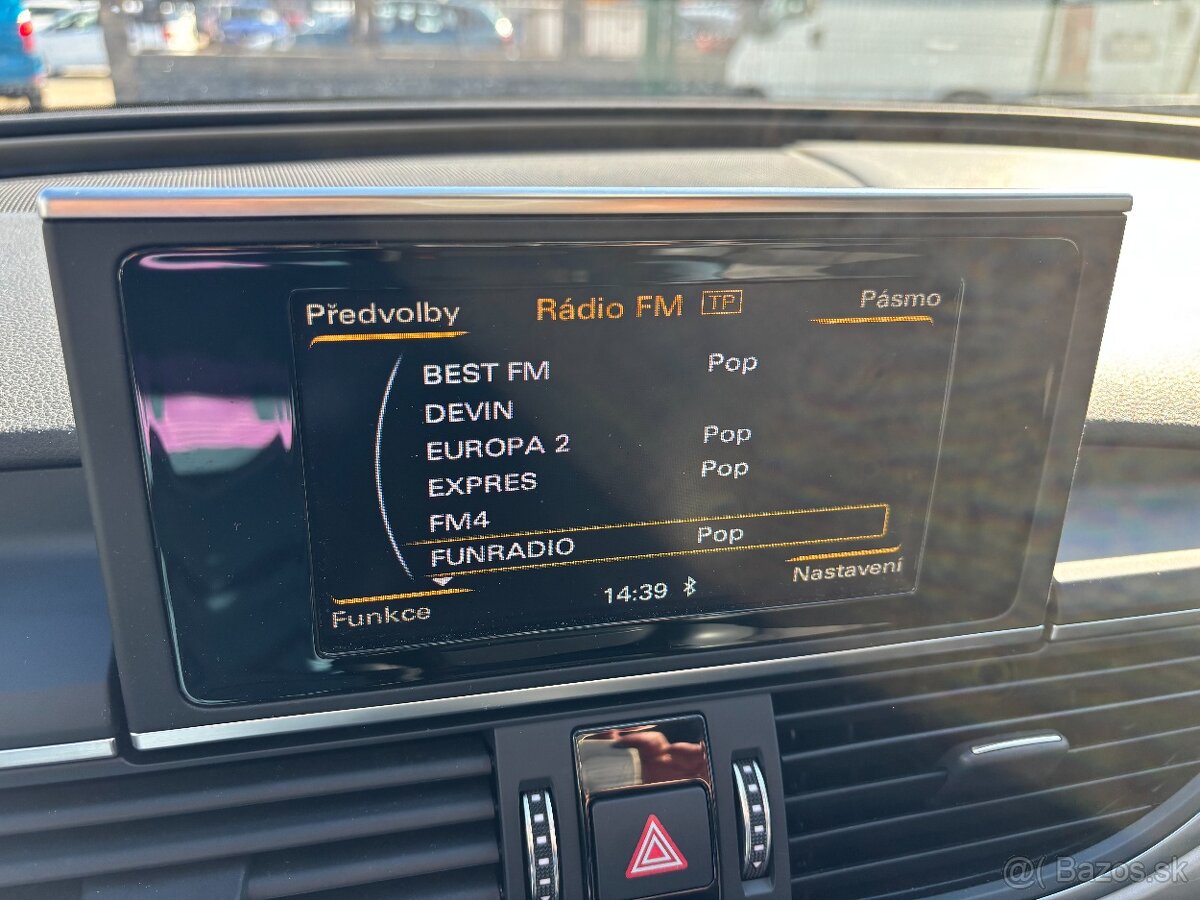 Předvolby Rádio FM TP Pásmo
BEST FM Pop
DEVIN
EUROPA 2 Pop
EXPRES Pop
FM4
FUNRADIO Pop
Funkce 14:39 Nastavení
@( Bazos.sk